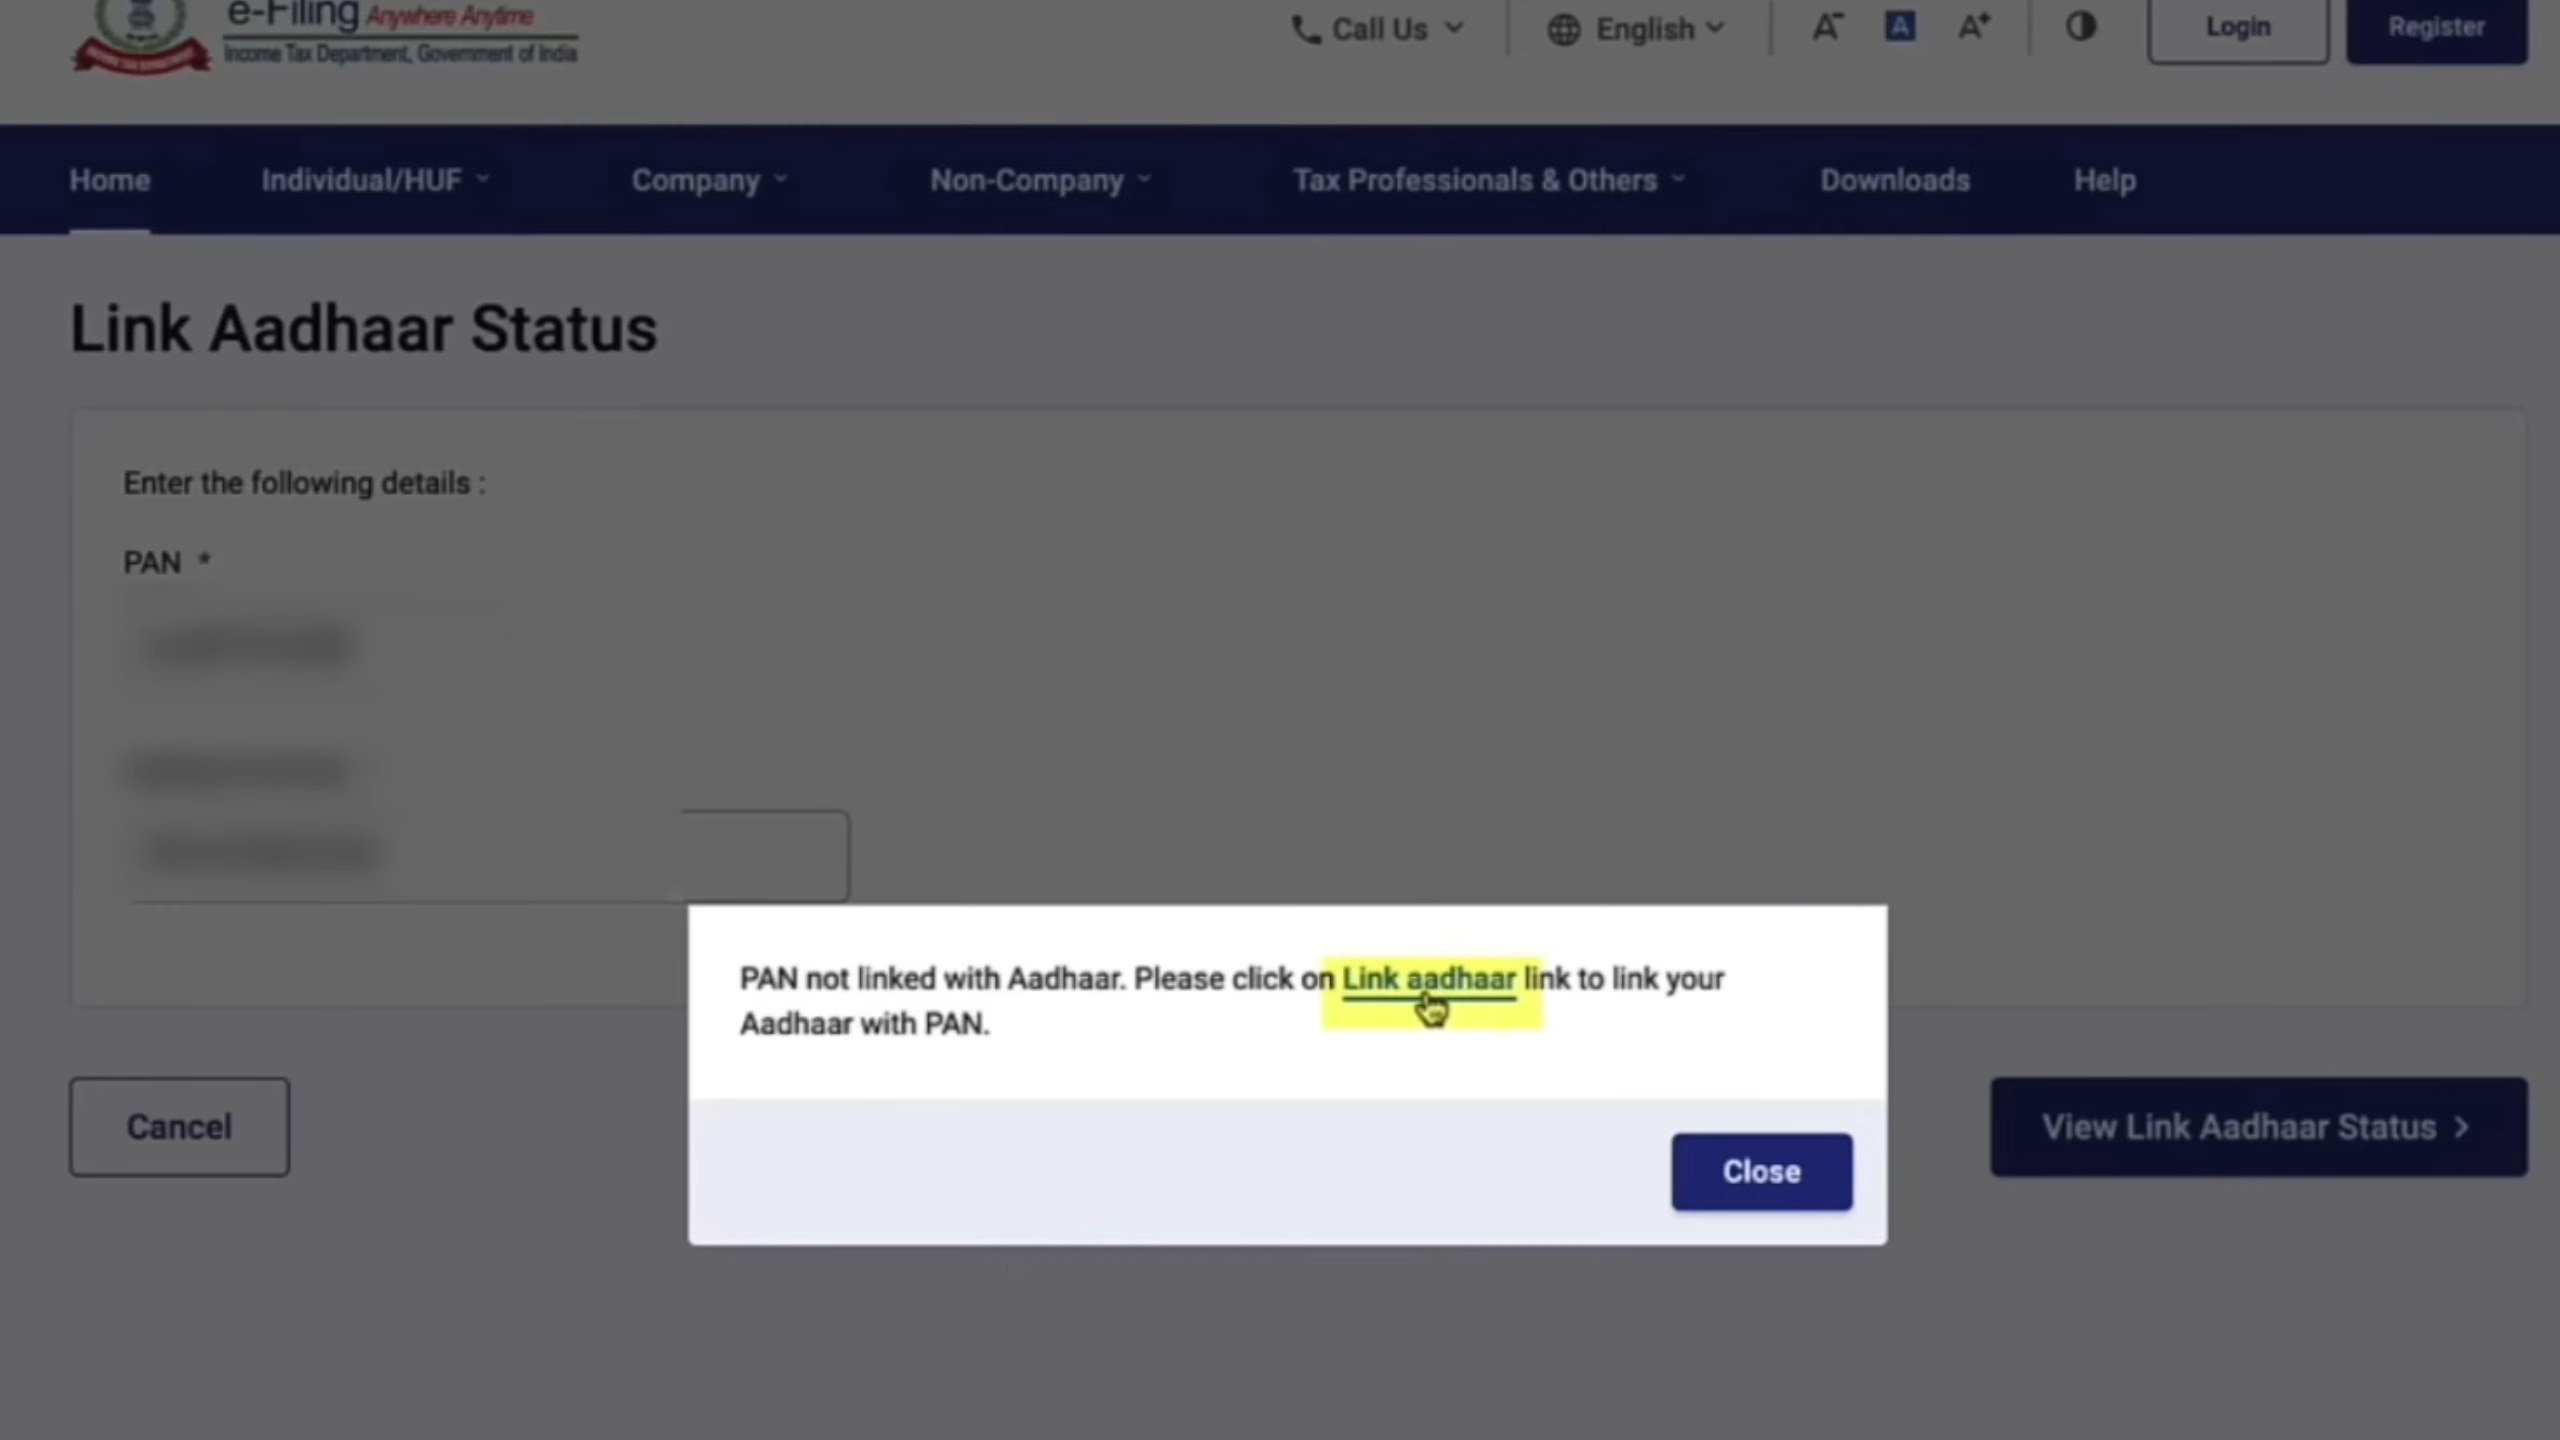 e-Filing Anywhere Anytime
Income Tax Department, Government of India
Call Us
English
A-
A
A+
Login
Register
Home
Individual/HUF
Company
Non-Company
Tax Professionals & Others
Downloads
Help
Link Aadhaar Status
Enter the following details :
PAN *
PAN not linked with Aadhaar. Please click on Link aadhaar link to link your
Aadhaar with PAN.
Cancel
View Link Aadhaar Status >
Close